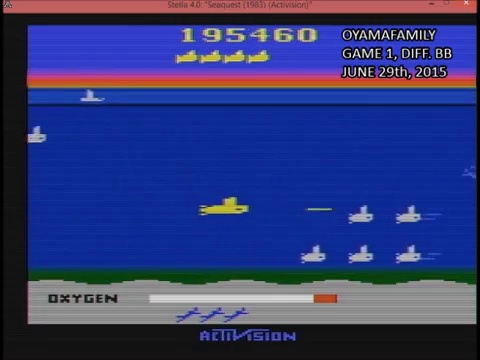 Stella 4.0: "Seaquest (1983) (Activision)"
195460
OYAMAFAMILY
GAME 1, DIFF. BB
JUNE 29th, 2015
OXYGEN
ACTIVISION